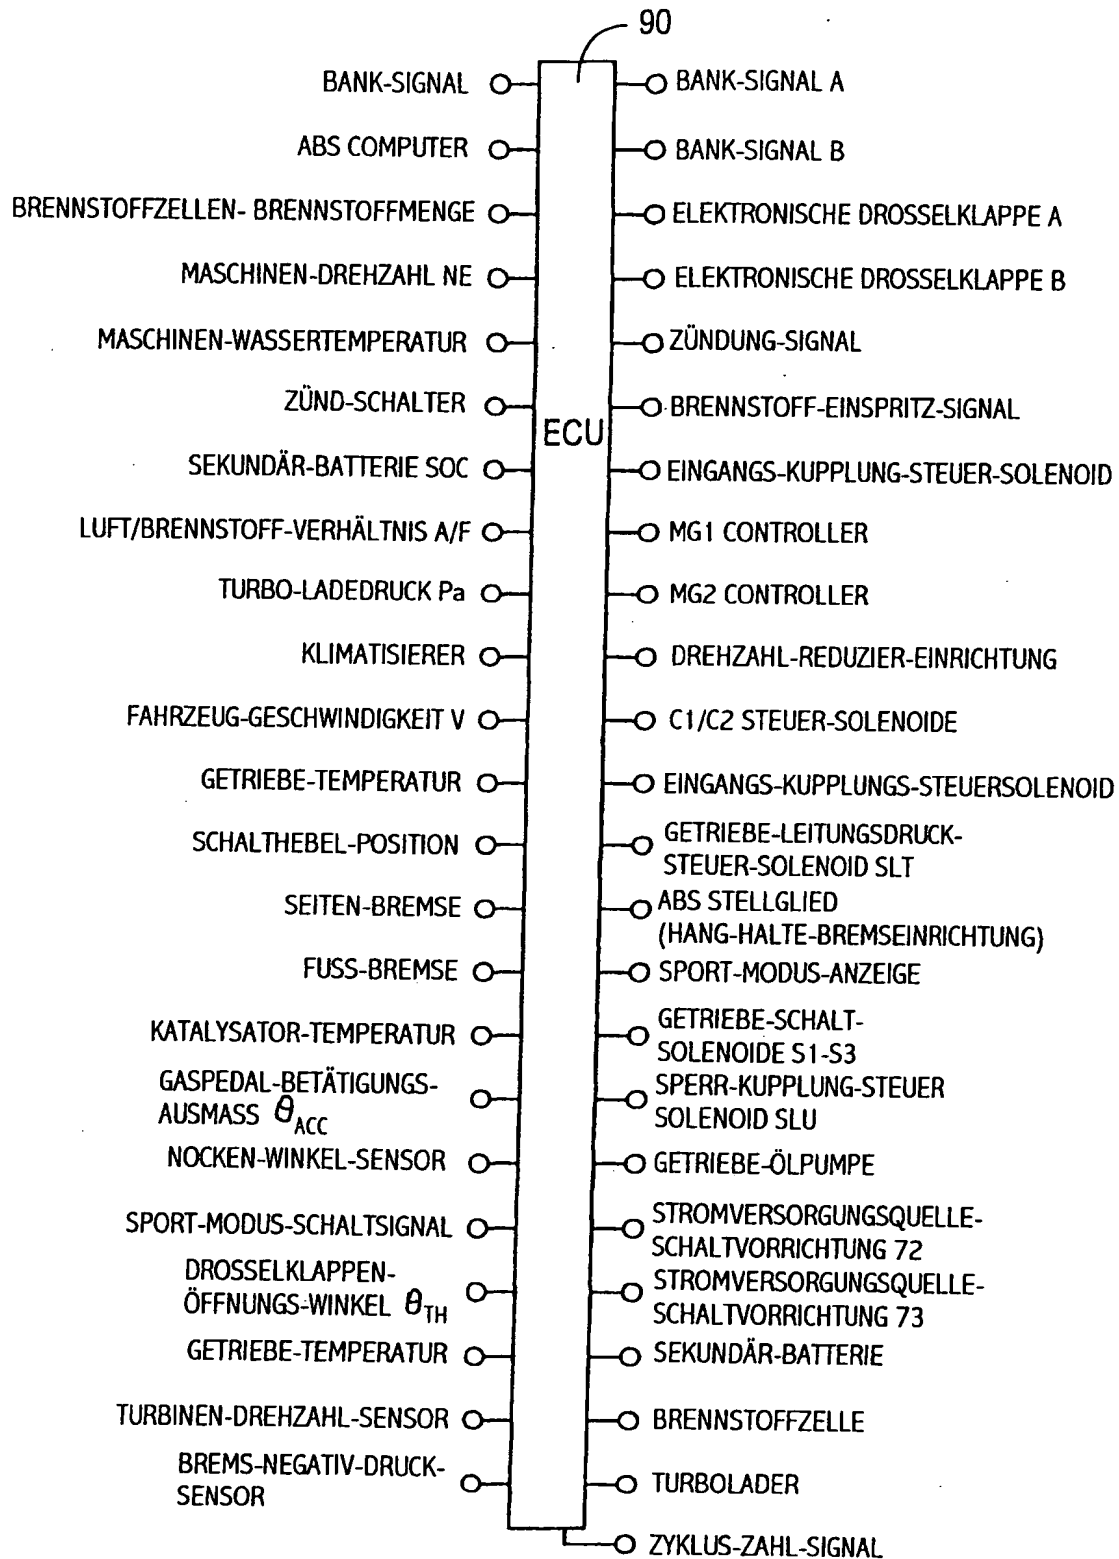 90
BANK-SIGNAL
ABS COMPUTER
BRENNSTOFFZELLEN- BRENNSTOFFMENGE
MASCHINEN-DREHZAHL NE
MASCHINEN-WASSERTEMPERATUR
ZÜND-SCHALTER
SEKUNDÄR-BATTERIE SOC
LUFT/BRENNSTOFF-VERHÄLTNIS A/F
TURBO-LADEDRUCK Pa
KLIMATISIERER
FAHRZEUG-GESCHWINDIGKEIT V
GETRIEBE-TEMPERATUR
SCHALTHEBEL-POSITION
SEITEN-BREMSE
FUSS-BREMSE
KATALYSATOR-TEMPERATUR
GASPEDAL-BETÄTIGUNGS-
AUSMASS θ_ACC
NOCKEN-WINKEL-SENSOR
SPORT-MODUS-SCHALTSIGNAL
DROSSELKLAPPEN-
ÖFFNUNGS-WINKEL θ_TH
GETRIEBE-TEMPERATUR
TURBINEN-DREHZAHL-SENSOR
BREMS-NEGATIV-DRUCK-
SENSOR
ECU
BANK-SIGNAL A
BANK-SIGNAL B
ELEKTRONISCHE DROSSELKLAPPE A
ELEKTRONISCHE DROSSELKLAPPE B
ZÜNDUNG-SIGNAL
BRENNSTOFF-EINSPRITZ-SIGNAL
EINGANGS-KUPPLUNG-STEUER-SOLENOID
MG1 CONTROLLER
MG2 CONTROLLER
DREHZAHL-REDUZIER-EINRICHTUNG
C1/C2 STEUER-SOLENOIDE
EINGANGS-KUPPLUNGS-STEUERSOLENOID
GETRIEBE-LEITUNGSDRUCK-
STEUER-SOLENOID SLT
ABS STELLGLIED
(HANG-HALTE-BREMSEINRICHTUNG)
SPORT-MODUS-ANZEIGE
GETRIEBE-SCHALT-
SOLENOIDE S1-S3
SPERR-KUPPLUNG-STEUER
SOLENOID SLU
GETRIEBE-ÖLPUMPE
STROMVERSORGUNGSQUELLE-
SCHALTVORRICHTUNG 72
STROMVERSORGUNGSQUELLE-
SCHALTVORRICHTUNG 73
SEKUNDÄR-BATTERIE
BRENNSTOFFZELLE
TURBOLADER
ZYKLUS-ZAHL-SIGNAL